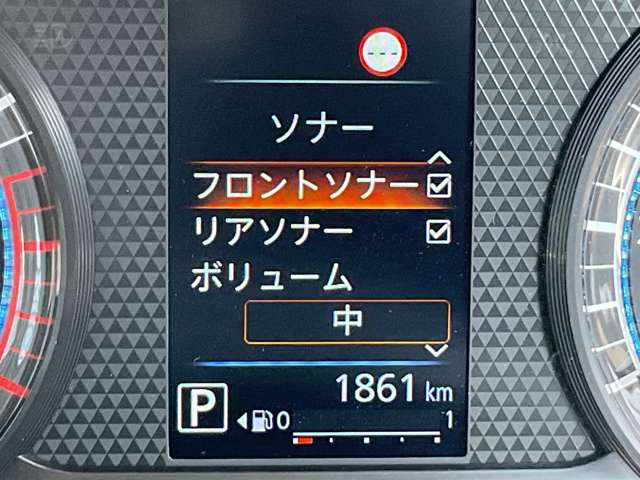 ---
ソナー
フロントソナー
リアソナー
ボリューム
中
1861 km
P 0 1